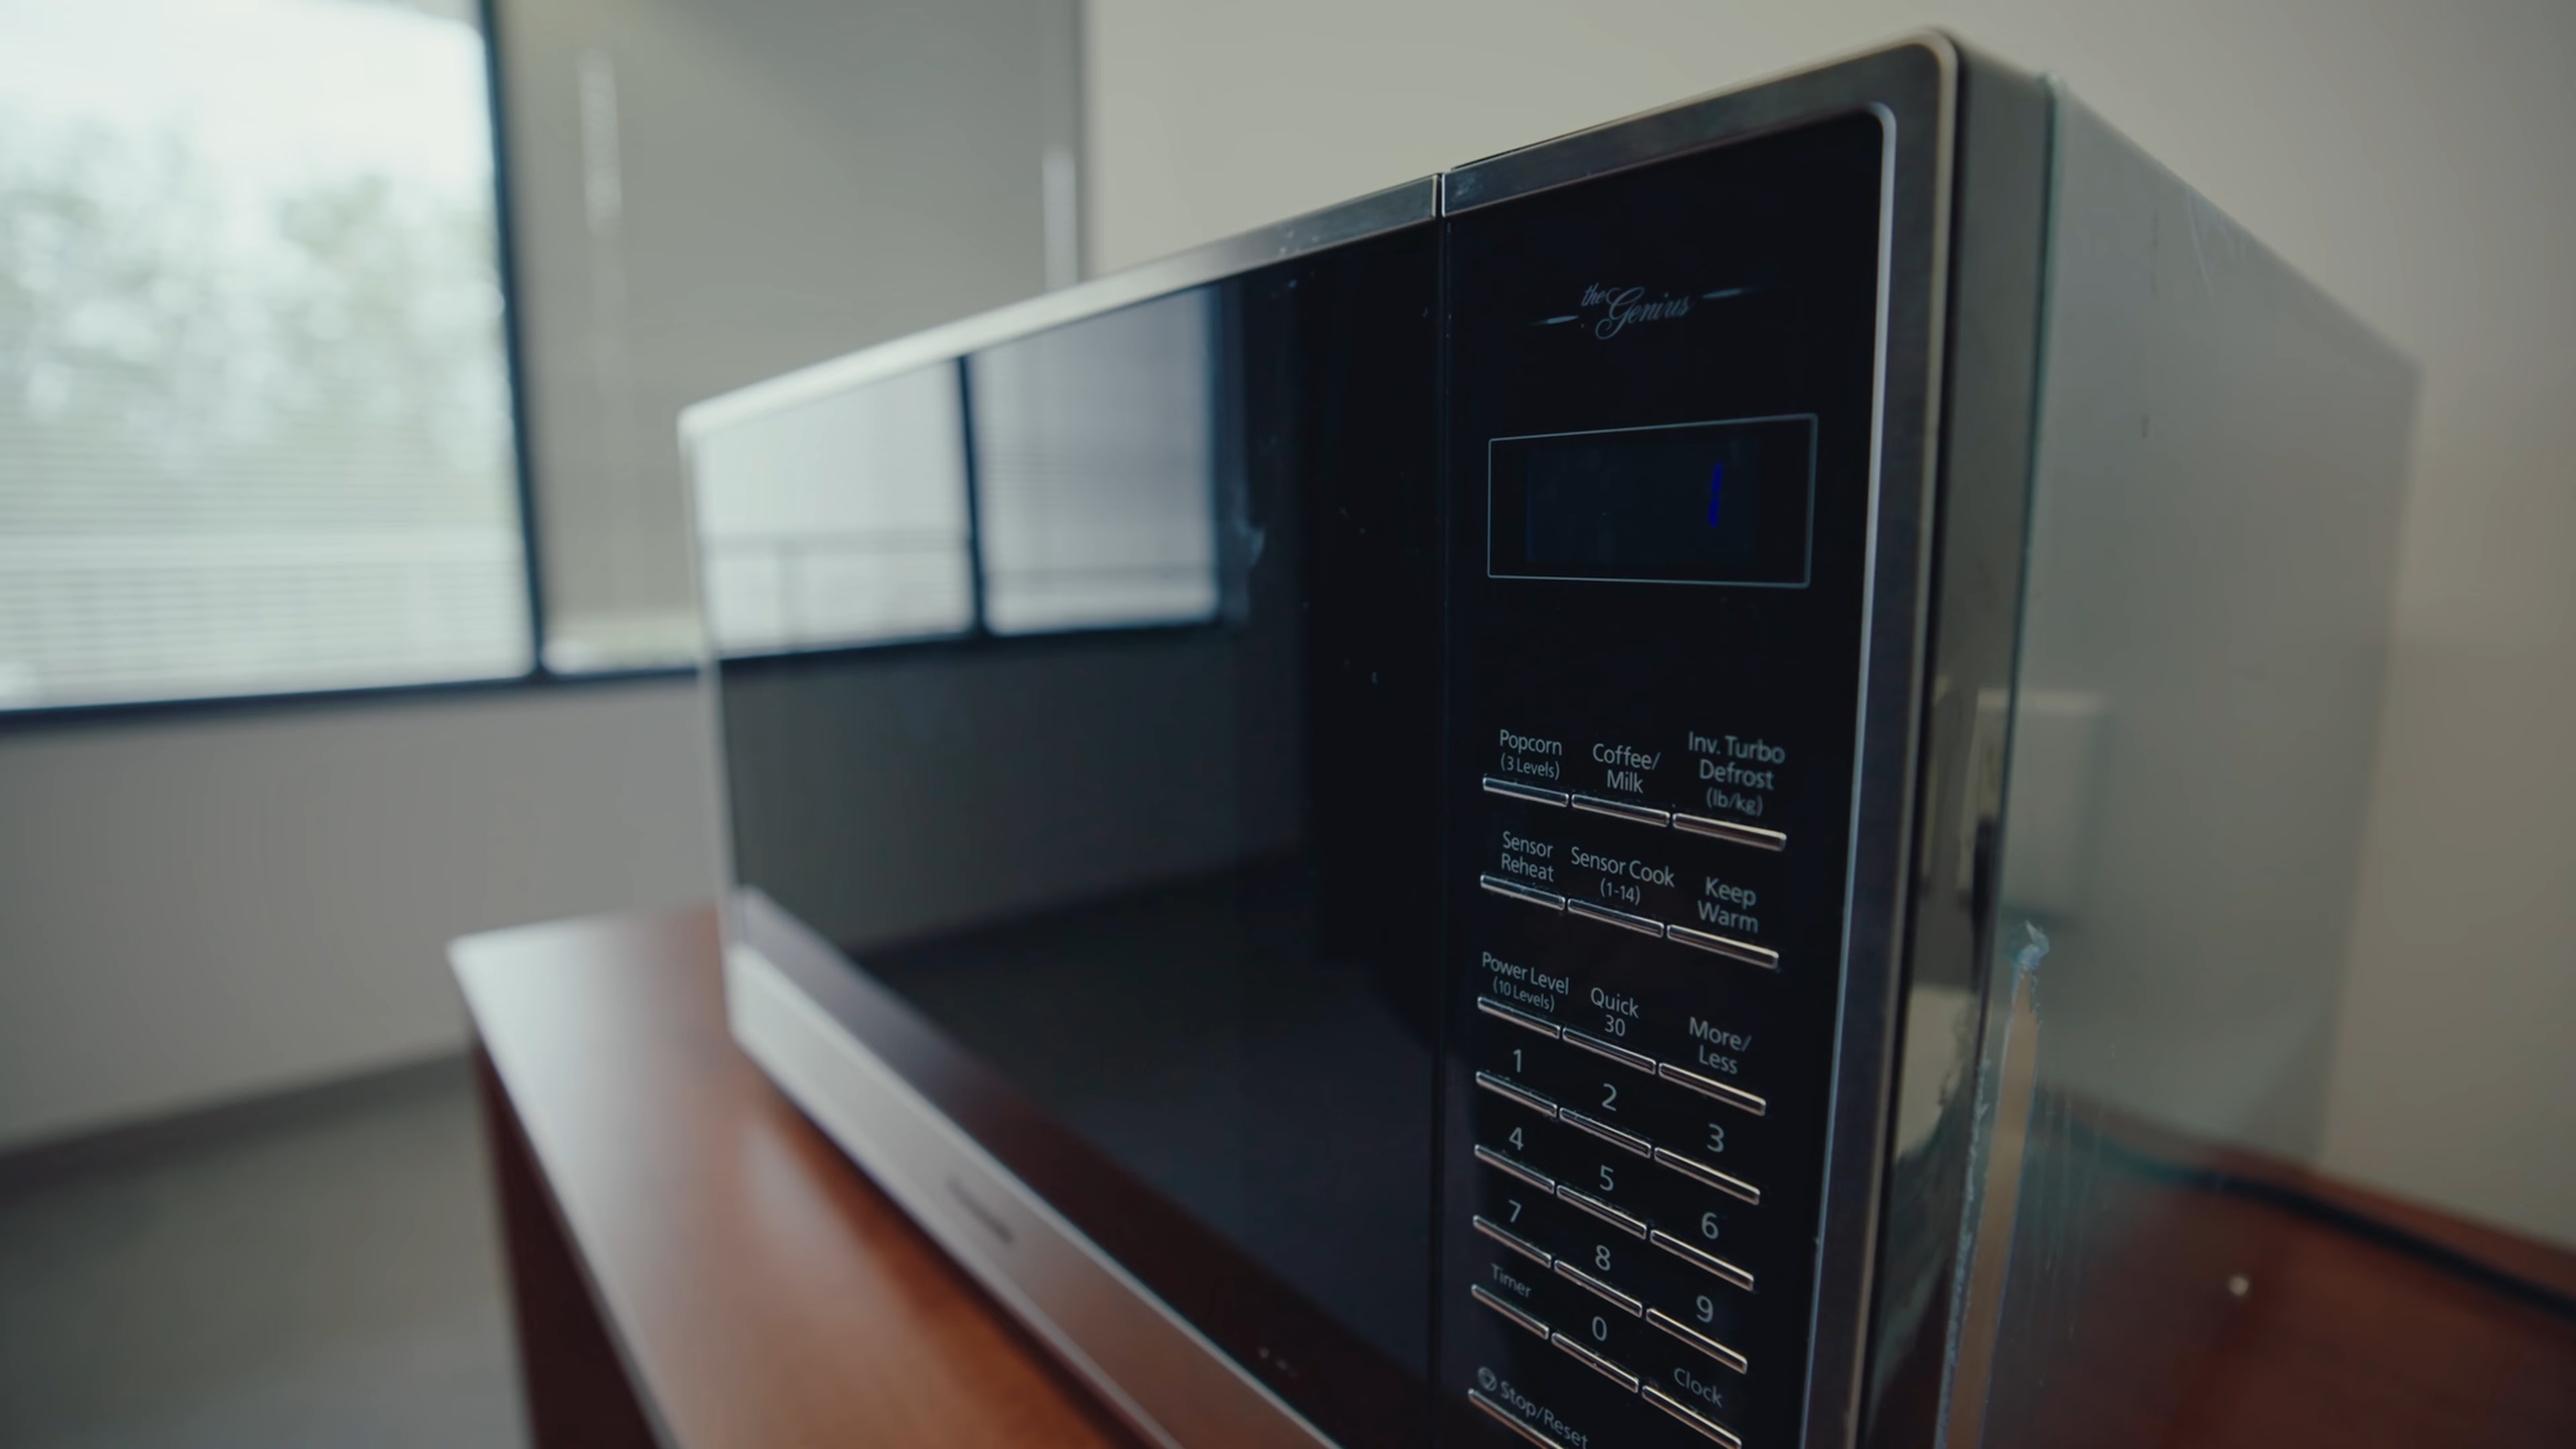 the Genius
1
Popcorn
(3 Levels)
Coffee/
Milk
Inv. Turbo
Defrost
(lb/kg)
Sensor
Reheat
Sensor Cook
(1-14)
Keep
Warm
Power Level
(10 Levels)
Quick
30
More/
Less
1
2
3
4
5
6
7
8
9
Timer
0
Clock
Stop/Reset